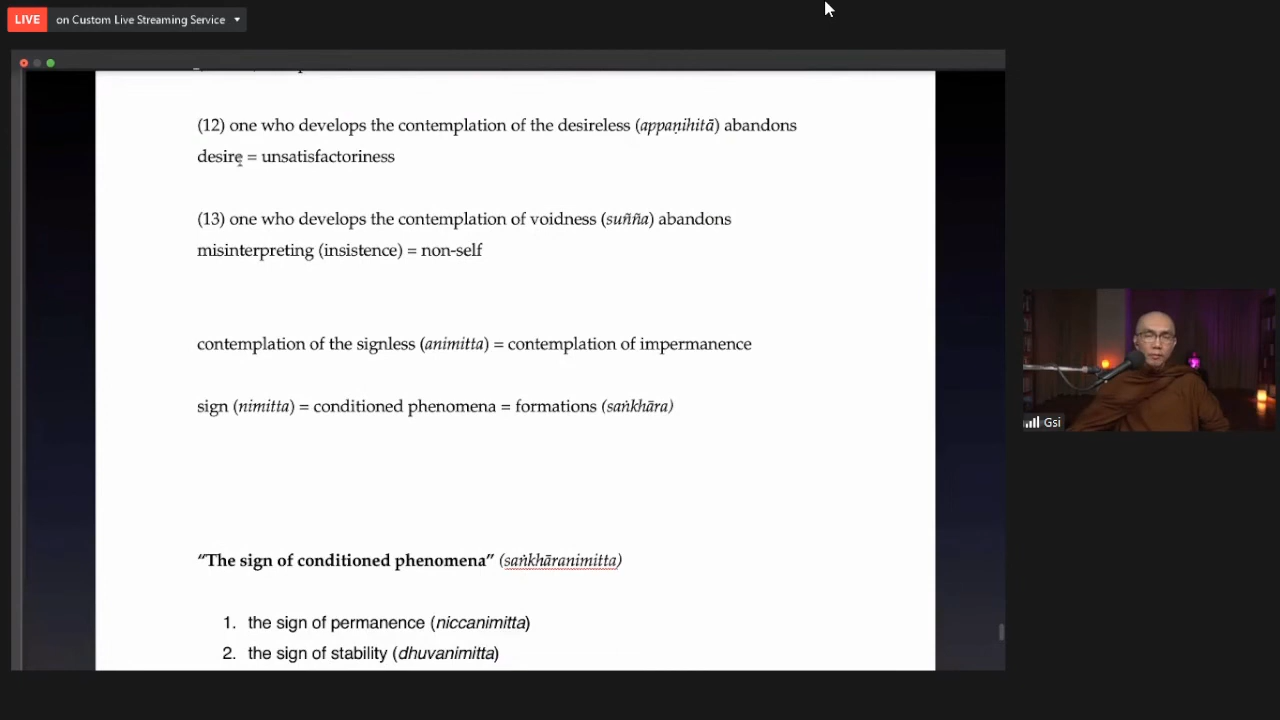 LIVE on Custom Live Streaming Service
(12) one who develops the contemplation of the desireless (appaṇihitā) abandons
desire = unsatisfactoriness
(13) one who develops the contemplation of voidness (suñña) abandons
misinterpreting (insistence) = non-self
contemplation of the signless (animitta) = contemplation of impermanence
sign (nimitta) = conditioned phenomena = formations (saṅkhāra)
Gsi
“The sign of conditioned phenomena” (saṅkhāranimitta)
1. the sign of permanence (niccanimitta)
2. the sign of stability (dhuvanimitta)